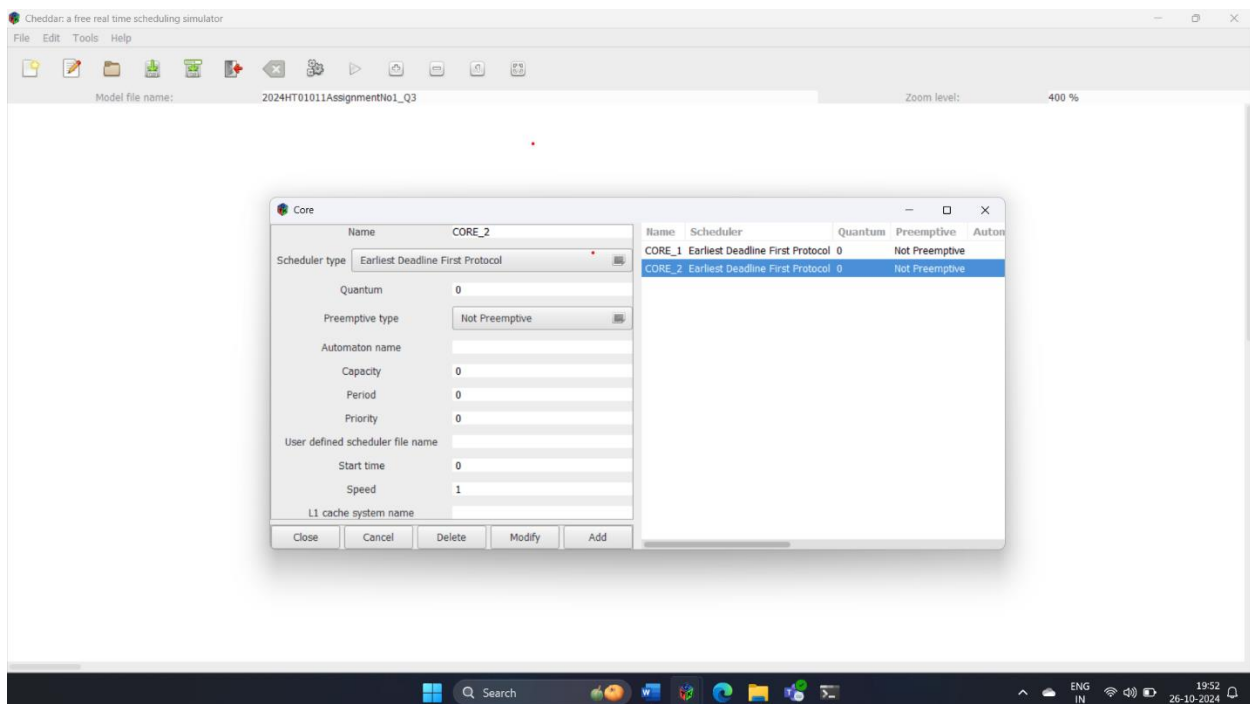 Cheddar: a free real time scheduling simulator
File Edit Tools Help
Model file name: 2024HT01011AssignmentNo1_Q3 Zoom level: 400 %
Core
Name CORE_2
Scheduler type Earliest Deadline First Protocol
Quantum 0
Preemptive type Not Preemptive
Automaton name
Capacity 0
Period 0
Priority 0
User defined scheduler file name
Start time 0
Speed 1
L1 cache system name
Close Cancel Delete Modify Add
Name Scheduler Quantum Preemptive Auton
CORE_1 Earliest Deadline First Protocol 0 Not Preemptive
CORE_2 Earliest Deadline First Protocol 0 Not Preemptive
Search
ENG
IN
19:52
26-10-2024